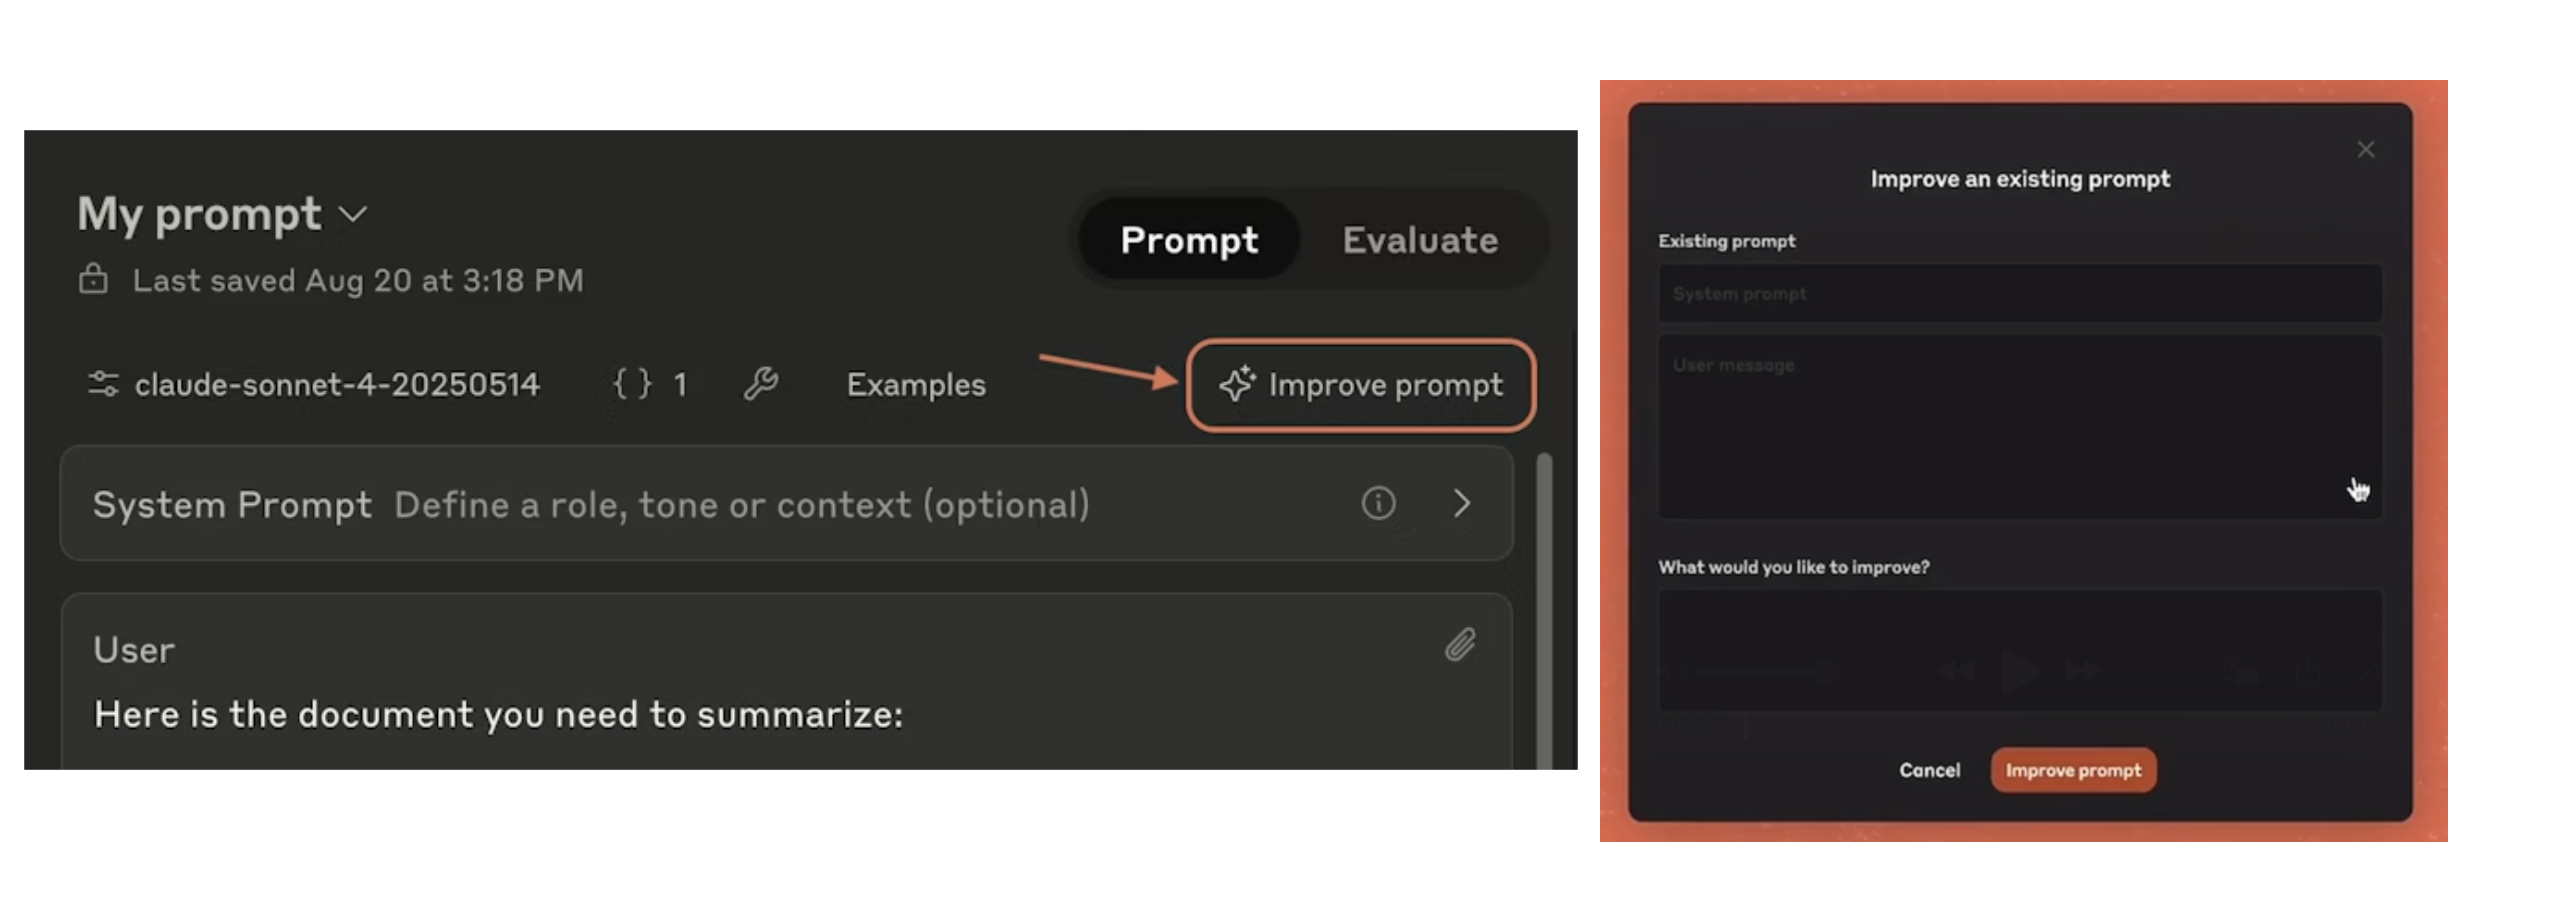 My prompt
Last saved Aug 20 at 3:18 PM
Prompt Evaluate
claude-sonnet-4-20250514 {} 1 Examples Improve prompt
System Prompt Define a role, tone or context (optional)
User
Here is the document you need to summarize:
Improve an existing prompt
Existing prompt
System prompt
User message
What would you like to improve?
Cancel Improve prompt